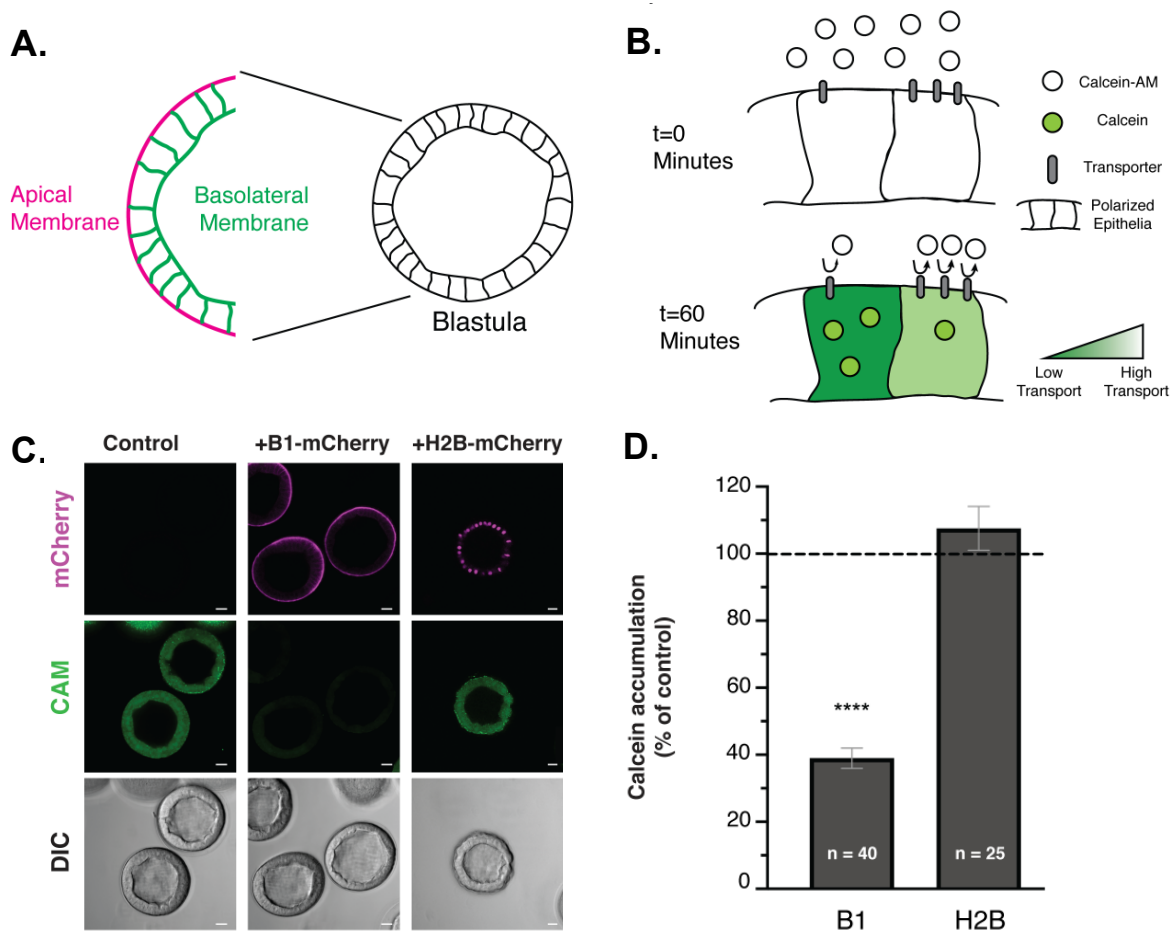 A.
Apical
Membrane
Basolateral
Membrane
Blastula
B.
t=0
Minutes
t=60
Minutes
Calcein-AM
Calcein
Transporter
Polarized
Epithelia
Low
Transport
High
Transport
C.
Control
+B1-mCherry
+H2B-mCherry
mCherry
CAM
DIC
D.
Calcein accumulation
(% of control)
120
100
80
60
40
20
0
****
n = 40
n = 25
B1
H2B